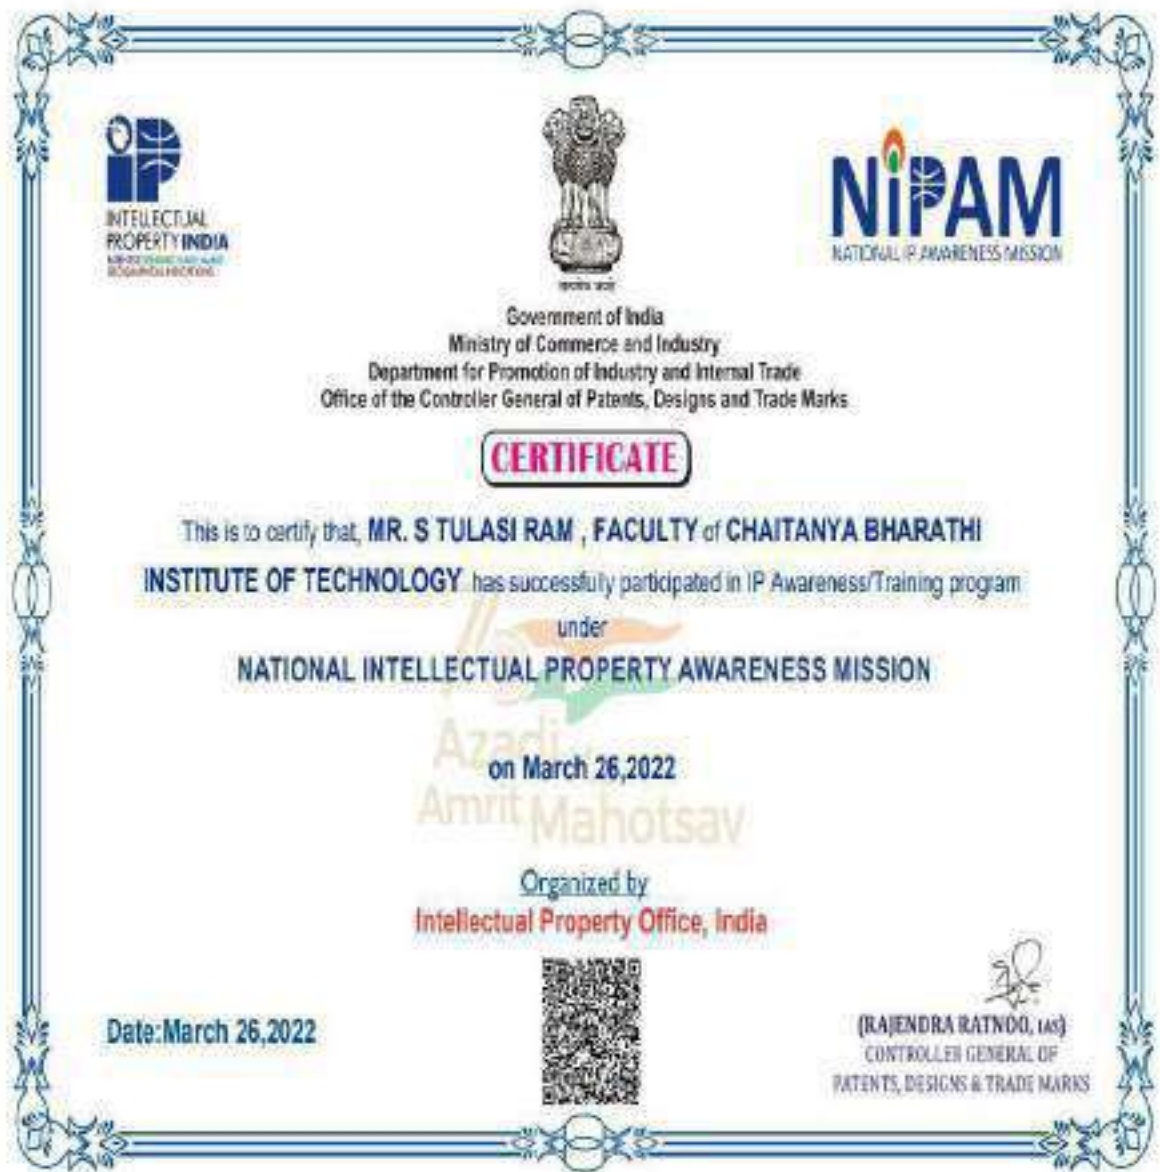 INTELLECTUAL
PROPERTY INDIA
NiPAM
NATIONAL IP AWARENESS MISSION
Government of India
Ministry of Commerce and Industry
Department for Promotion of Industry and Internal Trade
Office of the Controller General of Patents, Designs and Trade Marks
CERTIFICATE
This is to certify that, MR. S TULASI RAM , FACULTY of CHAITANYA BHARATHI
INSTITUTE OF TECHNOLOGY has successfully participated in IP Awareness/Training program
under
NATIONAL INTELLECTUAL PROPERTY AWARENESS MISSION
Azadi
on March 26,2022
Amrit Mahotsav
Organized by
Intellectual Property Office, India
Date:March 26,2022
(RAJENDRA RATNOO, IAS)
CONTROLLER GENERAL OF
PATENTS, DESIGNS & TRADE MARKS